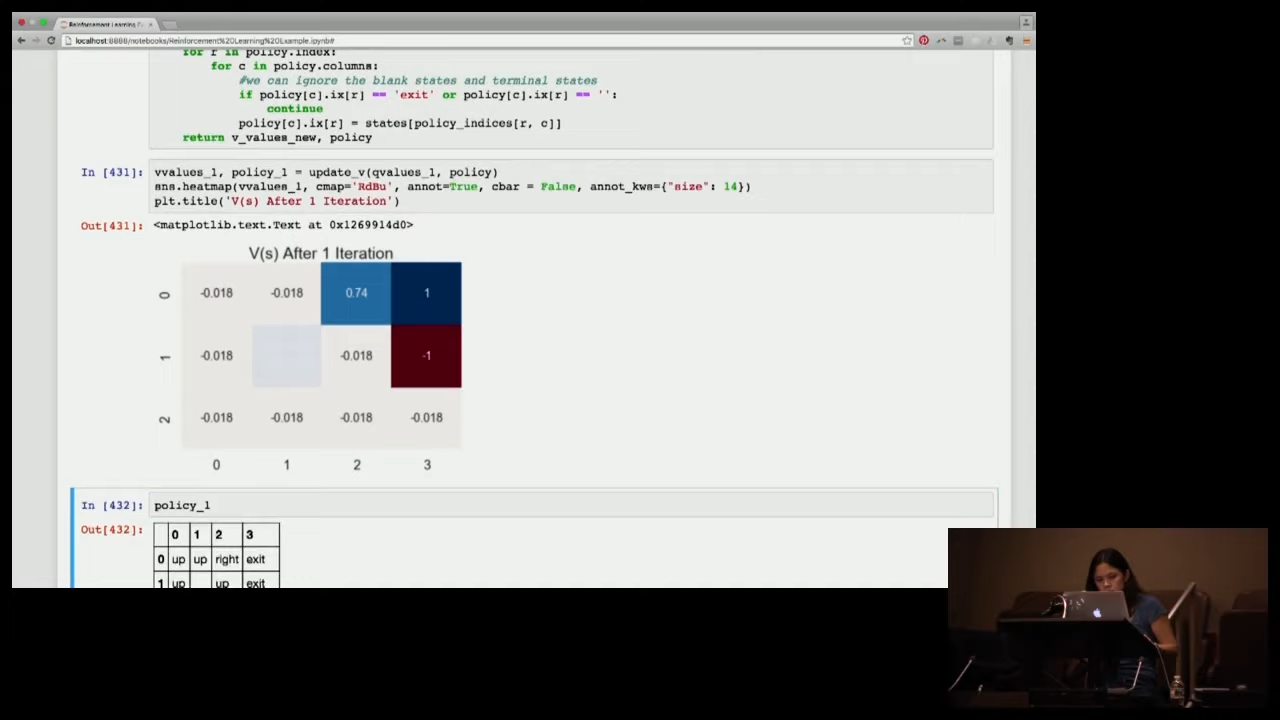 Reinforcement Learning Ex
localhost:8888/notebooks/Reinforcement%20Learning%20Example.ipynb#
for r in policy.index:
for c in policy.columns:
#we can ignore the blank states and terminal states
if policy[c].ix[r] == 'exit' or policy[c].ix[r] == '':
continue
policy[c].ix[r] = states[policy_indices[r, c]]
return v_values_new, policy
In [431]: vvalues_1, policy_1 = update_v(qvalues_1, policy)
sns.heatmap(vvalues_1, cmap='RdBu', annot=True, cbar = False, annot_kws={"size": 14})
plt.title('V(s) After 1 Iteration')
Out[431]: <matplotlib.text.Text at 0x1269914d0>
V(s) After 1 Iteration
0 -0.018 -0.018 0.74 1
1 -0.018 -0.018 -1
2 -0.018 -0.018 -0.018 -0.018
0 1 2 3
In [432]: policy_1
Out[432]:
0 1 2 3
0 up up right exit
1 up up exit